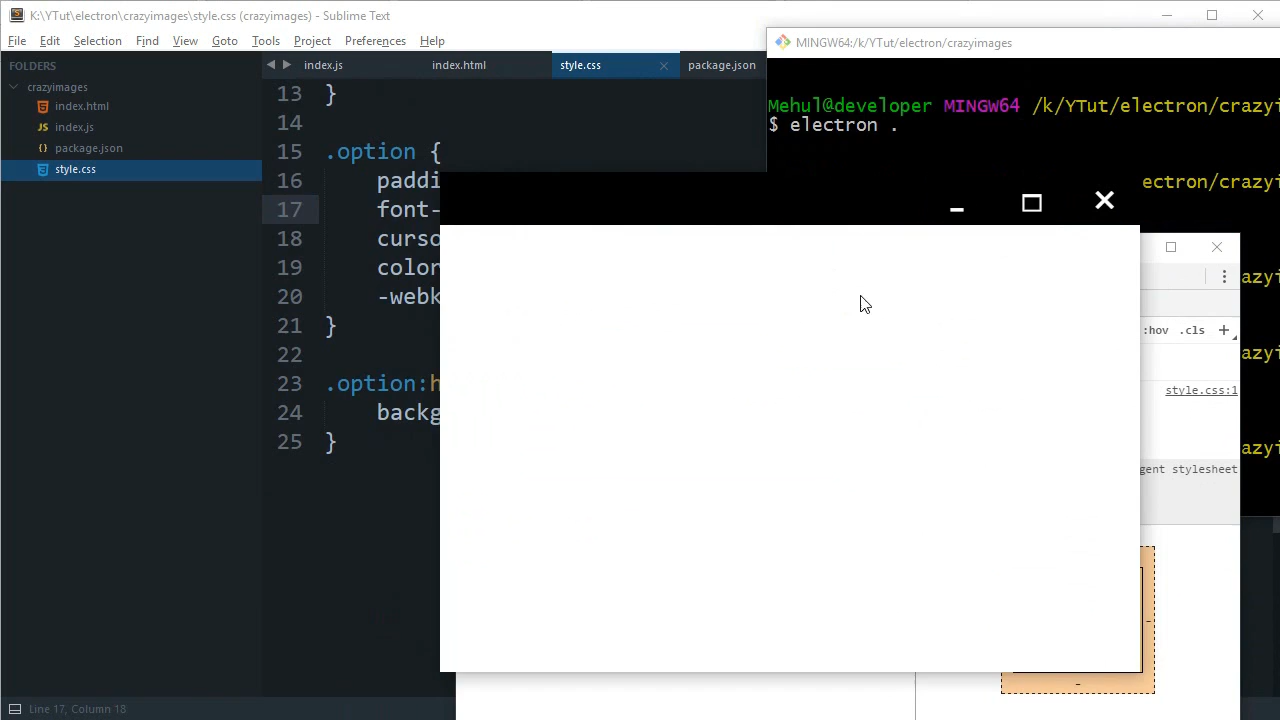 K:\YTut\electron\crazyimages\style.css (crazyimages) - Sublime Text
File Edit Selection Find View Goto Tools Project Preferences Help
FOLDERS
crazyimages
index.html
JS index.js
{} package.json
style.css
index.js index.html style.css package.json
13 }
14
15 .option {
16 paddi
17 font-
18 curso
19 color
20 -webk
21 }
22
23 .option:h
24 backg
25 }
MINGW64:/k/YTut/electron/crazyimages
Mehul@developer MINGW64 /k/YTut/electron/crazyi
$ electron .
ectron/crazyi
azyi
:hov .cls +
azyi
style.css:1
azyi
gent stylesheet
-
-
Line 17, Column 18